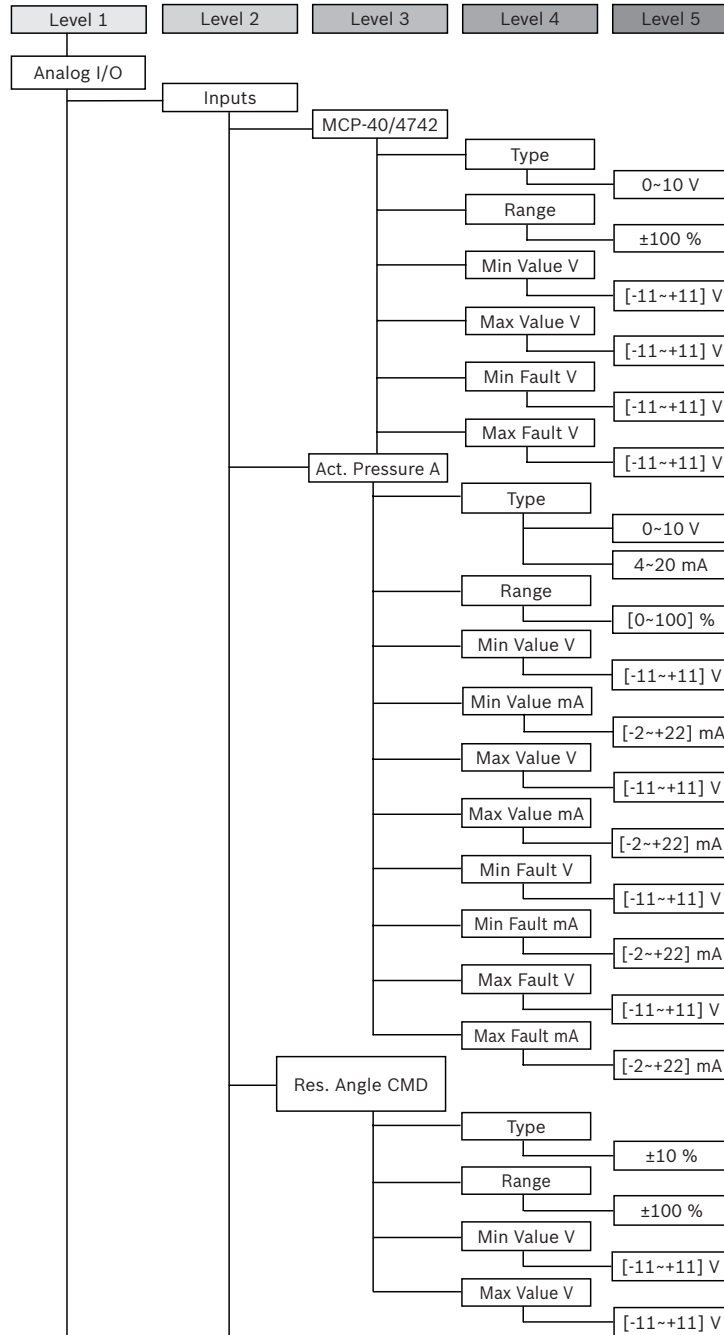 Level 1 Level 2 Level 3 Level 4 Level 5
Analog I/O
Inputs
MCP-40/4742
Type
0~10 V
Range
±100 %
Min Value V
[-11~+11] V
Max Value V
[-11~+11] V
Min Fault V
[-11~+11] V
Max Fault V
[-11~+11] V
Act. Pressure A
Type
0~10 V
4~20 mA
Range
[0~100] %
Min Value V
[-11~+11] V
Min Value mA
[-2~+22] mA
Max Value V
[-11~+11] V
Max Value mA
[-2~+22] mA
Min Fault V
[-11~+11] V
Min Fault mA
[-2~+22] mA
Max Fault V
[-11~+11] V
Max Fault mA
[-2~+22] mA
Res. Angle CMD
Type
±10 %
Range
±100 %
Min Value V
[-11~+11] V
Max Value V
[-11~+11] V